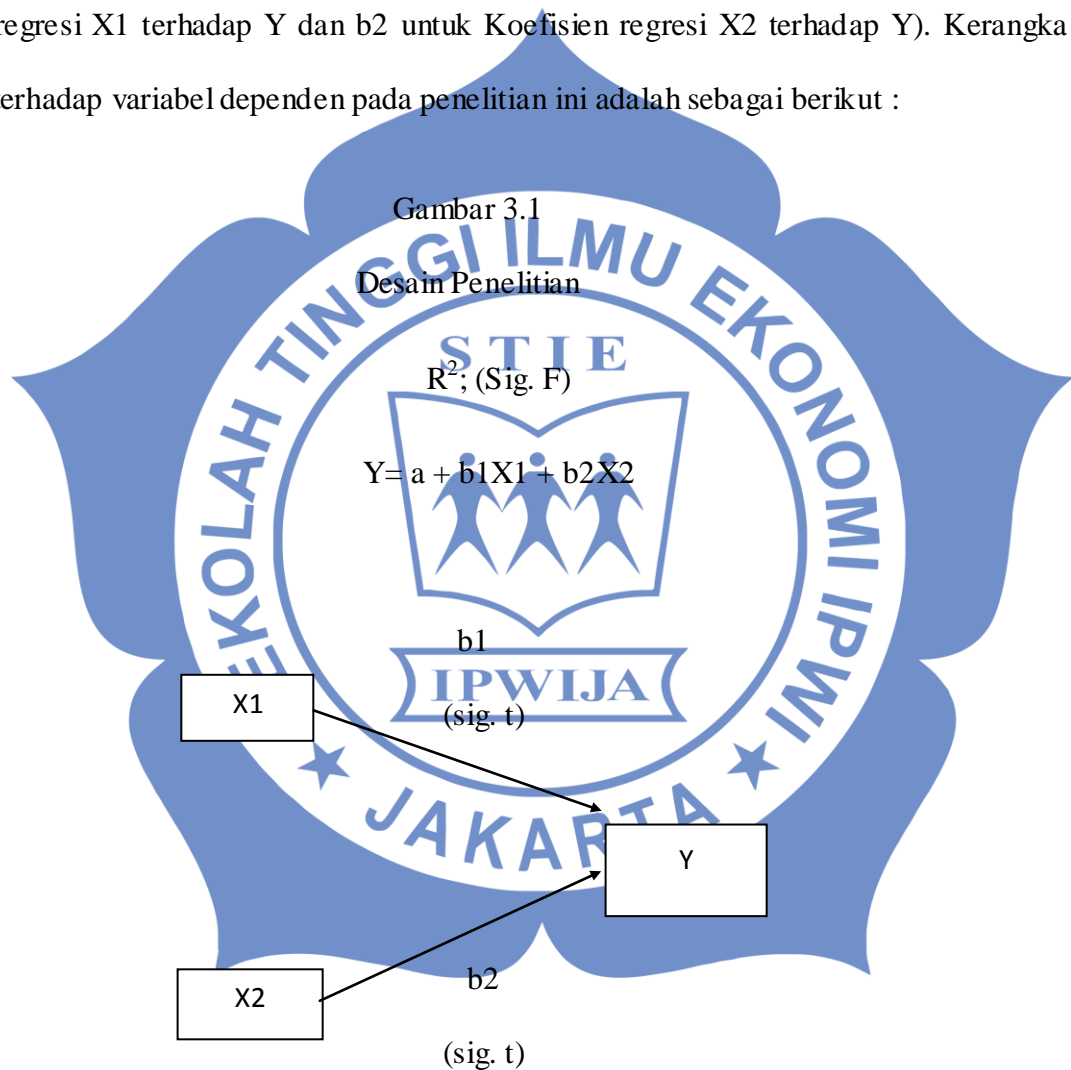 regresi X1 terhadap Y dan b2 untuk Koefisien regresi X2 terhadap Y). Kerangka
terhadap variabel dependen pada penelitian ini adalah sebagai berikut :
Gambar 3.1
SEKOLAH TINGGI ILMU EKONOMI IPWI
Desain Penelitian
STIE
R²; (Sig. F)
Y= a + b1X1 + b2X2
b1
IPWIJA
X1
(sig. t)
JAKARTA
Y
b2
X2
(sig. t)